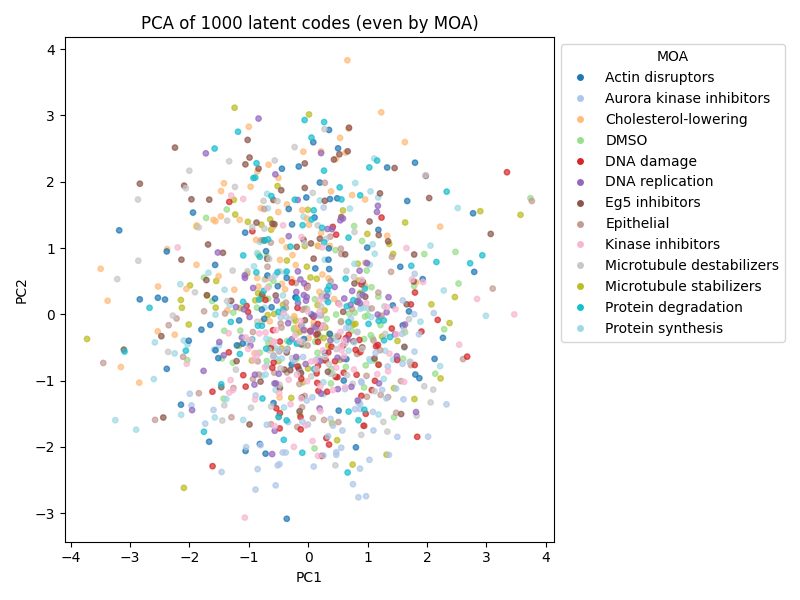 PCA of 1000 latent codes (even by MOA)
4
3
2
1
0
−1
−2
−3
PC2
−4
−3
−2
−1
0
1
2
3
4
PC1
MOA
Actin disruptors
Aurora kinase inhibitors
Cholesterol-lowering
DMSO
DNA damage
DNA replication
Eg5 inhibitors
Epithelial
Kinase inhibitors
Microtubule destabilizers
Microtubule stabilizers
Protein degradation
Protein synthesis